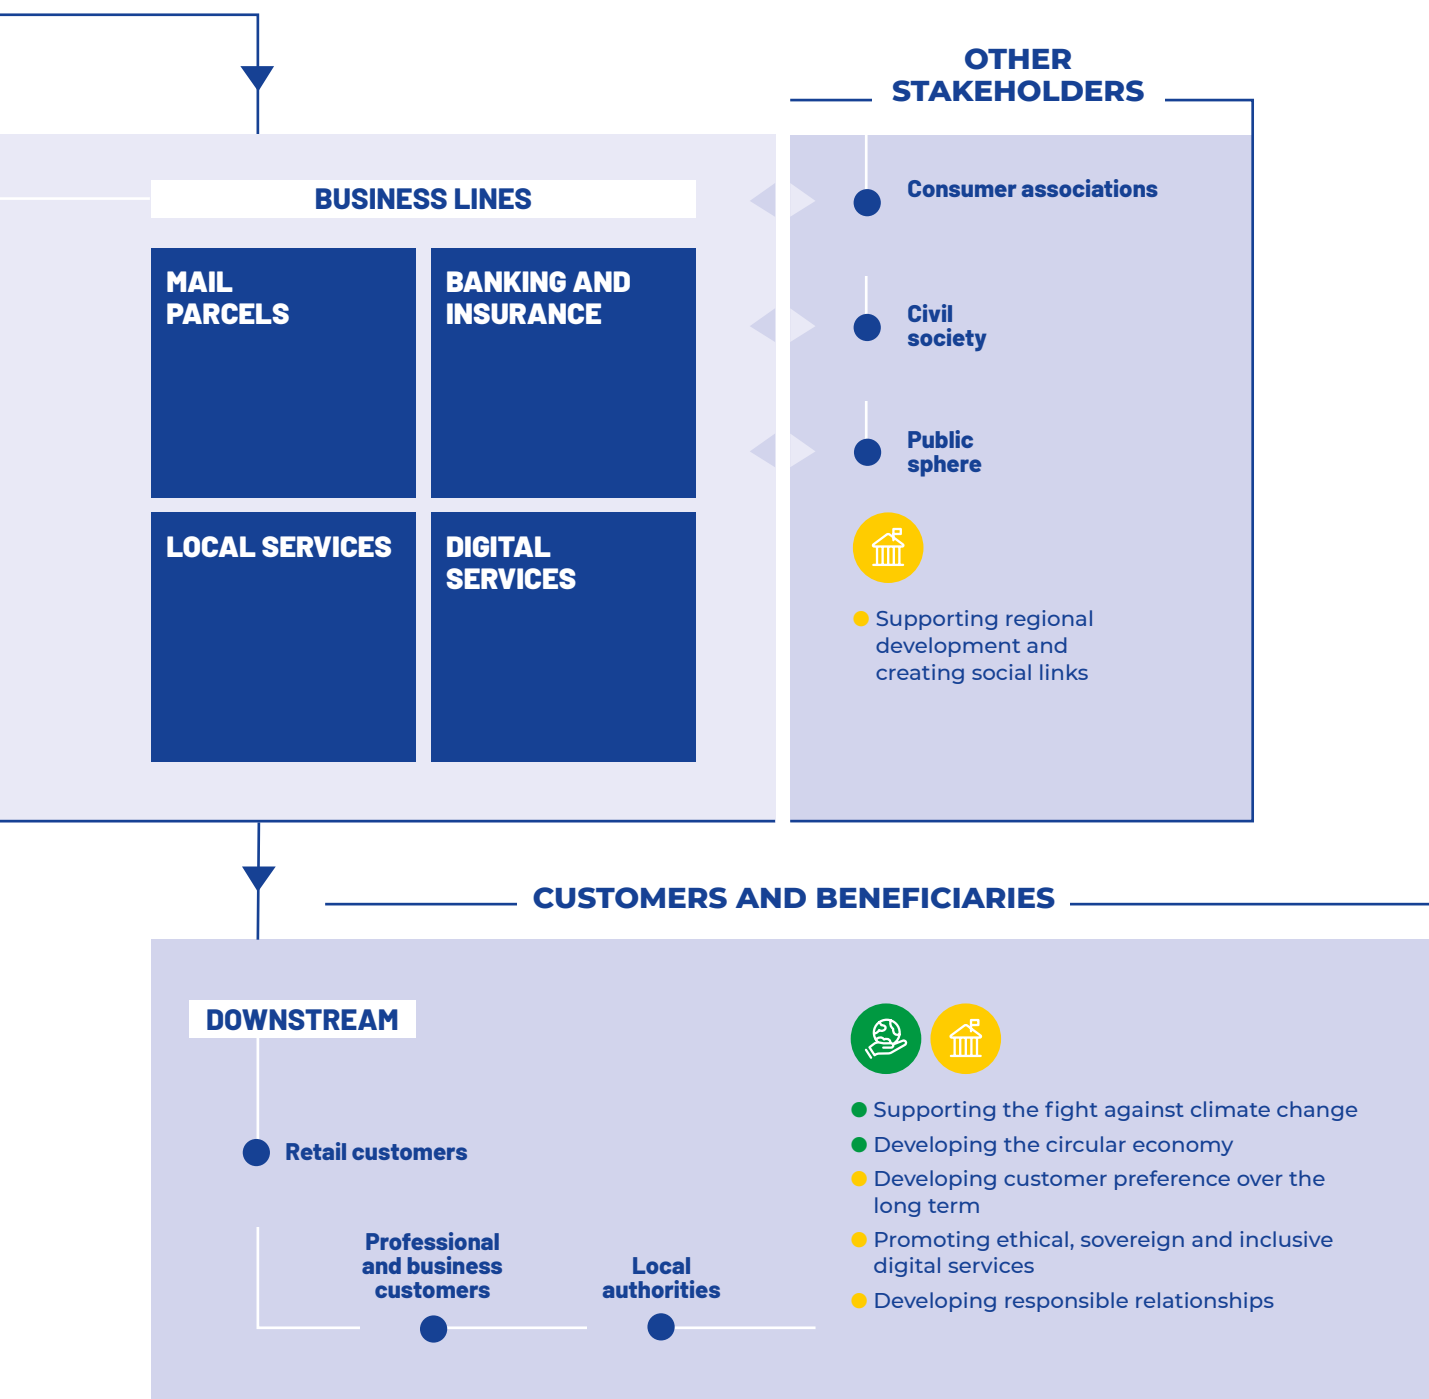 OTHER
STAKEHOLDERS
BUSINESS LINES
MAIL
PARCELS
BANKING AND
INSURANCE
LOCAL SERVICES
DIGITAL
SERVICES
Consumer associations
Civil
society
Public
sphere
Supporting regional
development and
creating social links
CUSTOMERS AND BENEFICIARIES
DOWNSTREAM
Retail customers
Professional
and business
customers
Local
authorities
Supporting the fight against climate change
Developing the circular economy
Developing customer preference over the
long term
Promoting ethical, sovereign and inclusive
digital services
Developing responsible relationships